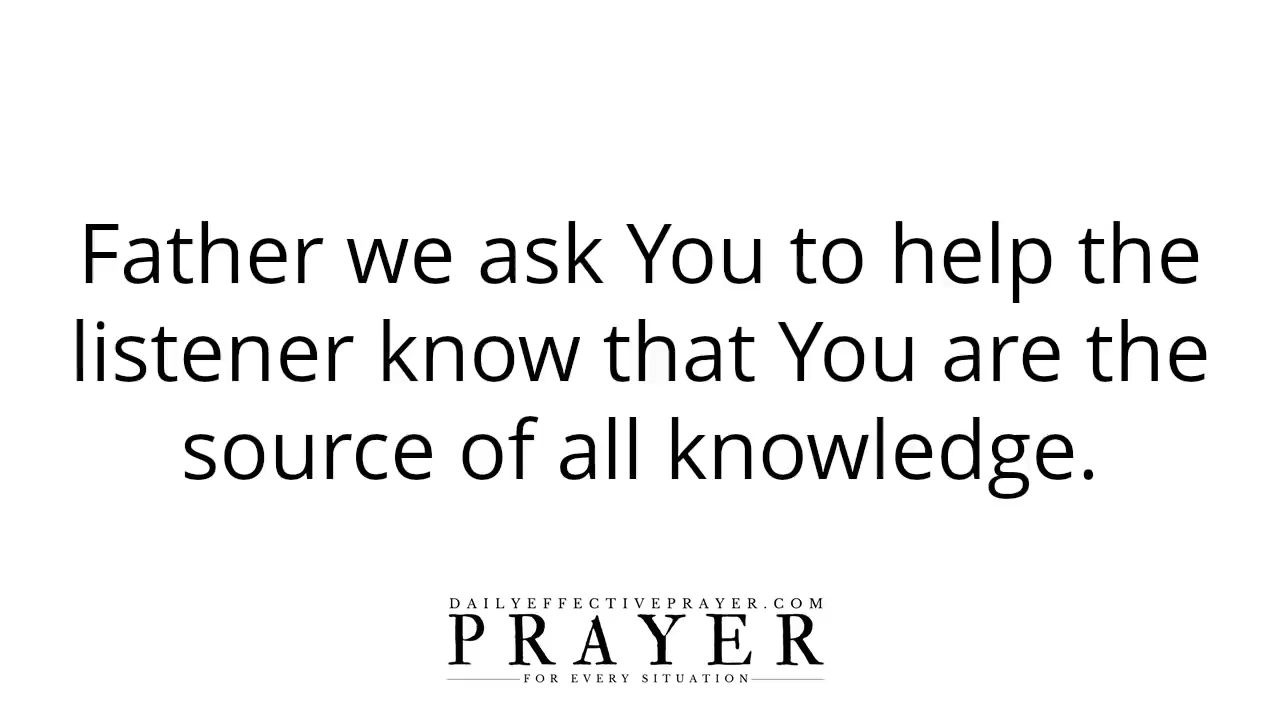 Father we ask You to help the
listener know that You are the
source of all knowledge.
DAILYEFFECTIVEPRAYER.COM
PRAYER
FOR EVERY SITUATION